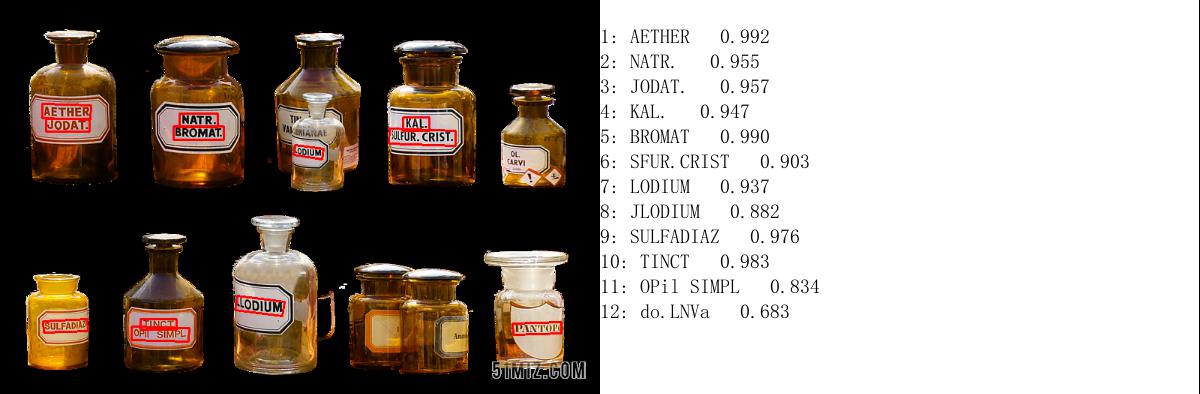 AETHER
JODAT.
NATR.
BROMAT.
KAL.
SULFUR. CRIST.
LODIUM
OL.
CARVI
SULFADIAZ
TINCT
OPil SIMPL
LODIUM
PANTOP
51MIZ.COM
1: AETHER 0.992
2: NATR. 0.955
3: JODAT. 0.957
4: KAL. 0.947
5: BROMAT 0.990
6: SFUR.CRIST 0.903
7: LODIUM 0.937
8: JLODIUM 0.882
9: SULFADIAZ 0.976
10: TINCT 0.983
11: OPil SIMPL 0.834
12: do.LNVa 0.683